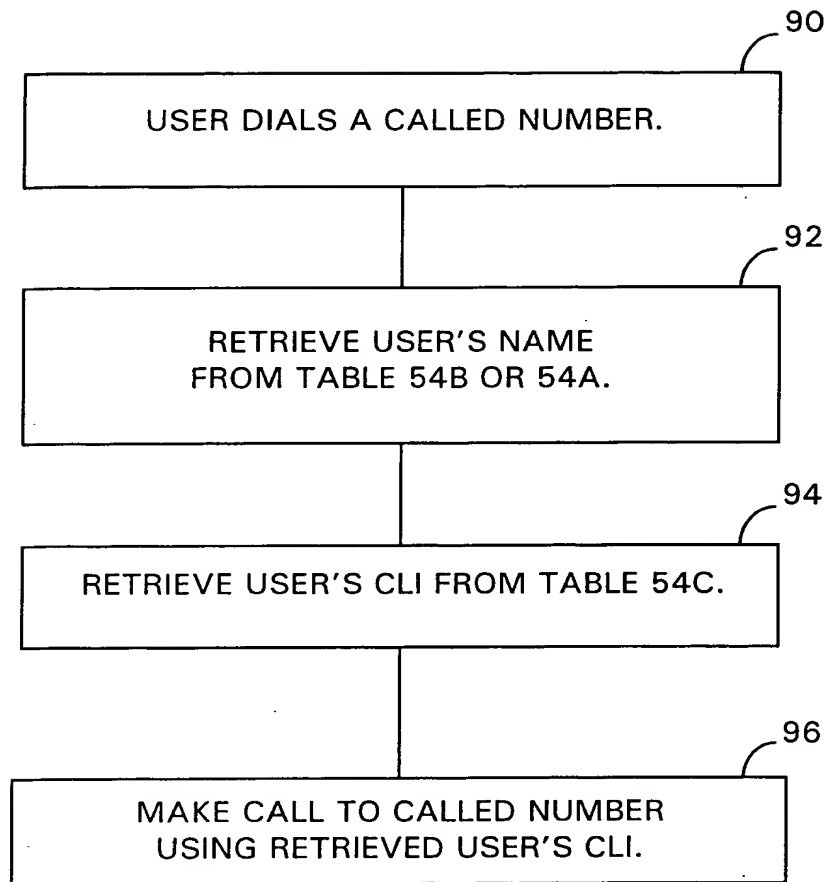 90
USER DIALS A CALLED NUMBER.
92
RETRIEVE USER'S NAME
FROM TABLE 54B OR 54A.
94
RETRIEVE USER'S CLI FROM TABLE 54C.
96
MAKE CALL TO CALLED NUMBER
USING RETRIEVED USER'S CLI.